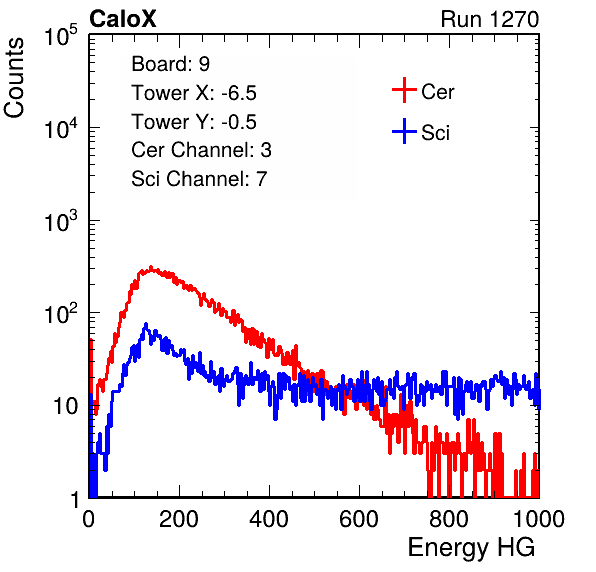 CaloX Run 1270
Counts
Board: 9
Tower X: -6.5
Tower Y: -0.5
Cer Channel: 3
Sci Channel: 7
Cer
Sci
10^5
10^4
10^3
10^2
10
1
0 200 400 600 800 1000
Energy HG